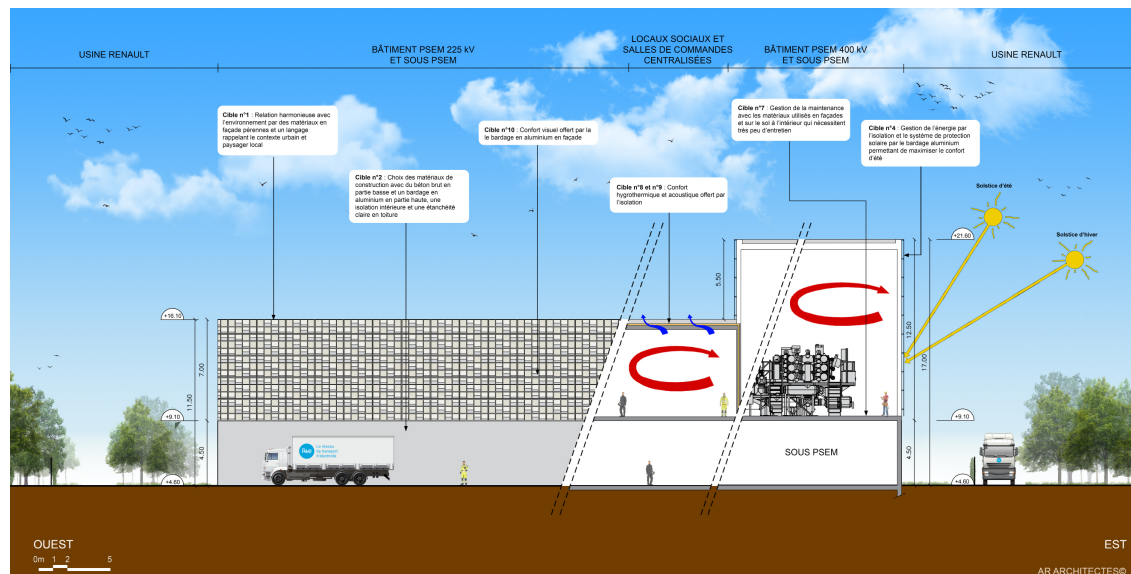 USINE RENAULT
BÂTIMENT PSEM 225 kV
ET SOUS PSEM
LOCAUX SOCIAUX ET
SALLES DE COMMANDES
CENTRALISÉES
BÂTIMENT PSEM 400 kV
ET SOUS PSEM
USINE RENAULT
Cible n°1 : Relation harmonieuse avec
l'environnement par des matériaux en
façade pérennes et un langage
rappelant le contexte urbain et
paysager local
Cible n°2 : Choix des matériaux de
construction avec du béton brut en
partie basse et un bardage en
aluminium en partie haute, une
isolation intérieure et une étanchéité
claire en toiture
Cible n°10 : Confort visuel offert par la
le bardage en aluminium en façade
Cible n°8 et n°9 : Confort
hygrothermique et acoustique offert par
l'isolation
Cible n°7 : Gestion de la maintenance
avec les matériaux utilisés en façades
et sur le sol à l'intérieur qui nécessitent
très peu d'entretien
Cible n°4 : Gestion de l'énergie par
l'isolation et le système de protection
solaire par le bardage aluminium
permettant de maximiser le confort
d'été
Solstice d'été
Solstice d'hiver
+21.60
5.50
12.50
17.00
+16.10
7.00
11.50
+9.10
+9.10
4.50
4.50
+4.60
+4.60
Rte
Le réseau
de transport
d'électricité
SOUS PSEM
OUEST
EST
0m 1 2 5
AR ARCHITECTES©